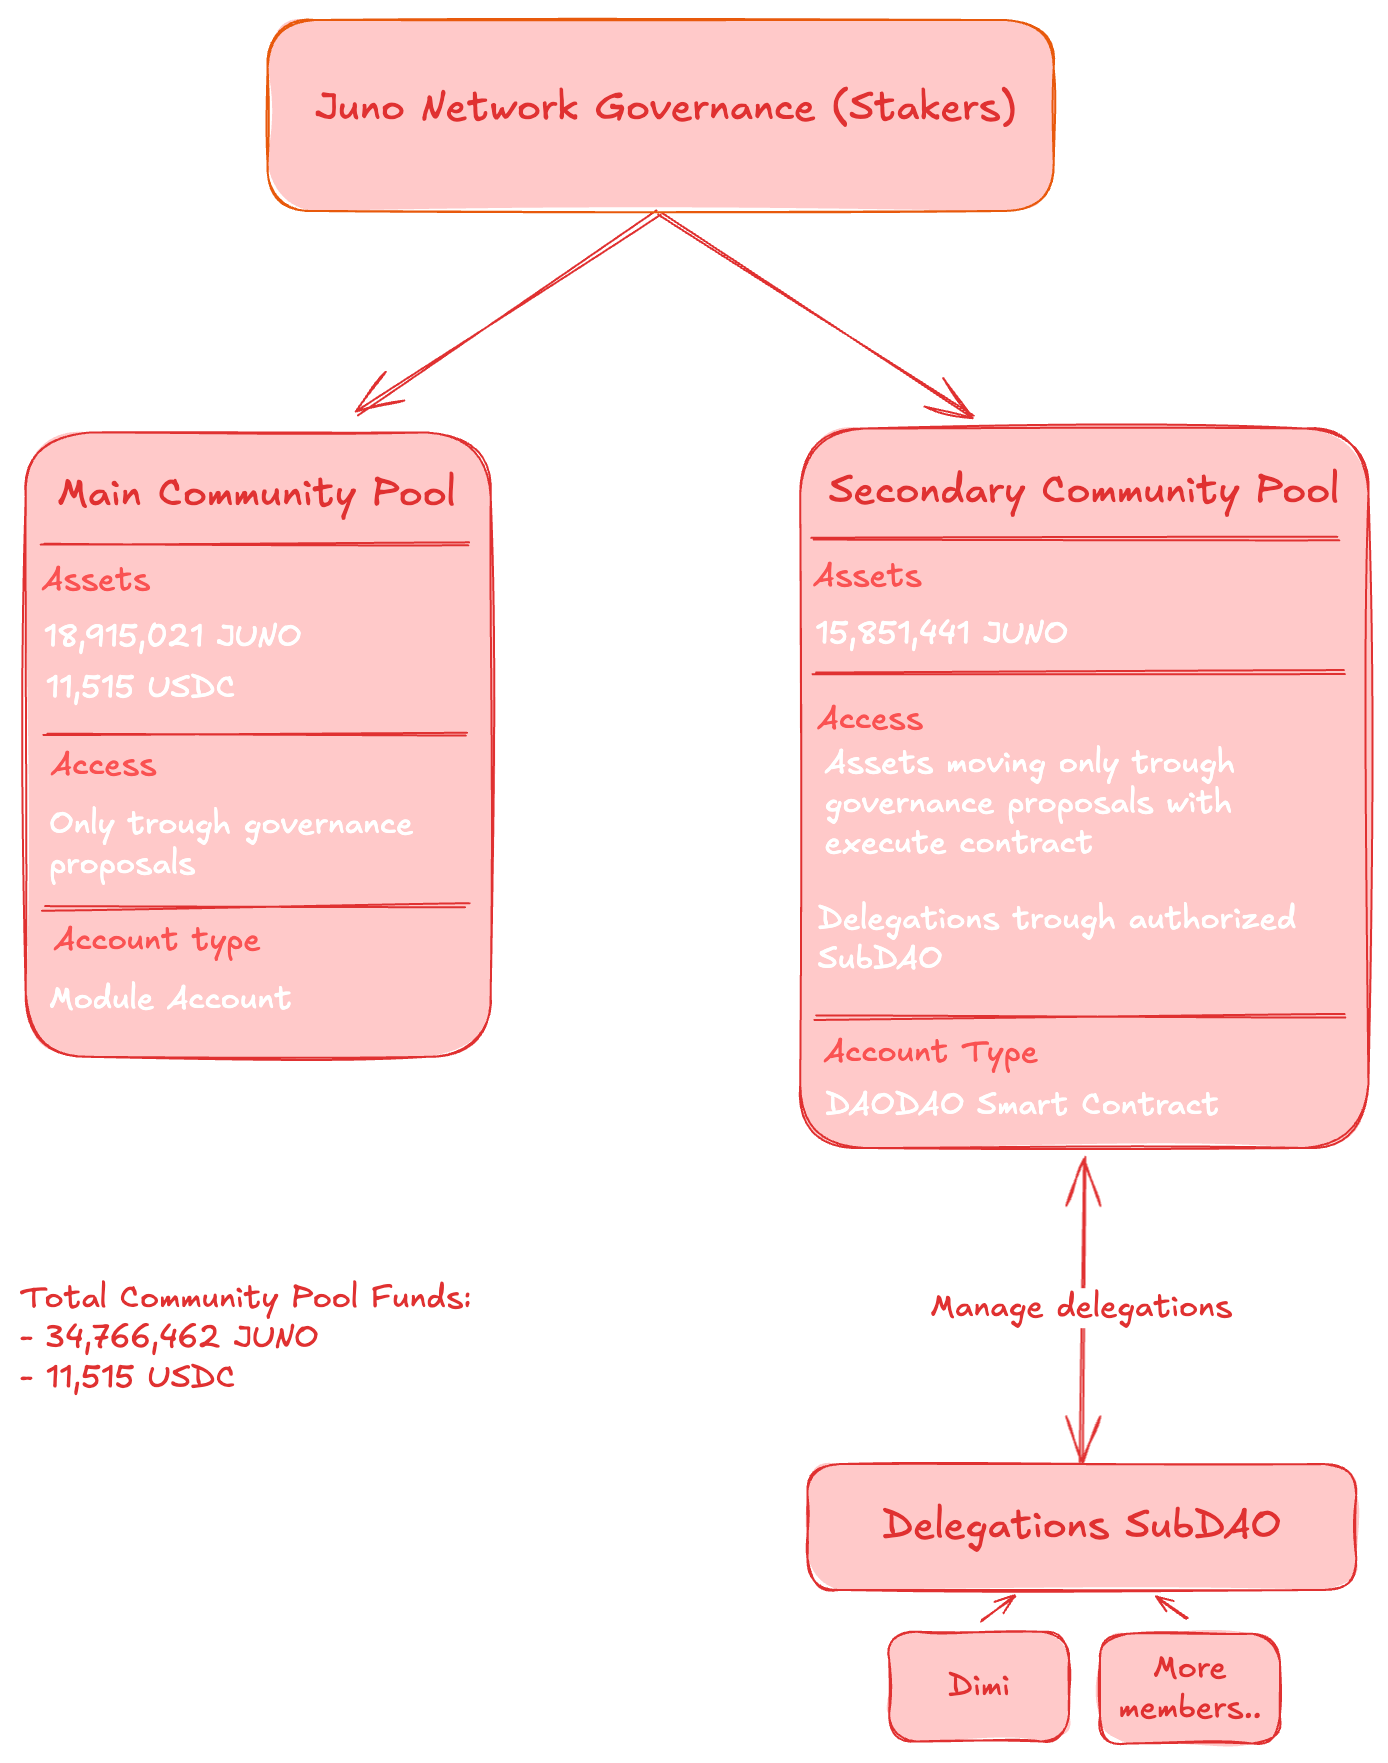 Juno Network Governance (Stakers)
Main Community Pool
Assets
18,915,021 JUNO
11,515 USDC
Access
Only trough governance
proposals
Account type
Module Account
Secondary Community Pool
Assets
15,851,441 JUNO
Access
Assets moving only trough
governance proposals with
execute contract
Delegations trough authorized
SubDAO
Account Type
DAODAO Smart Contract
Total Community Pool Funds:
- 34,766,462 JUNO
- 11,515 USDC
Manage delegations
Delegations SubDAO
Dimi
More
members..